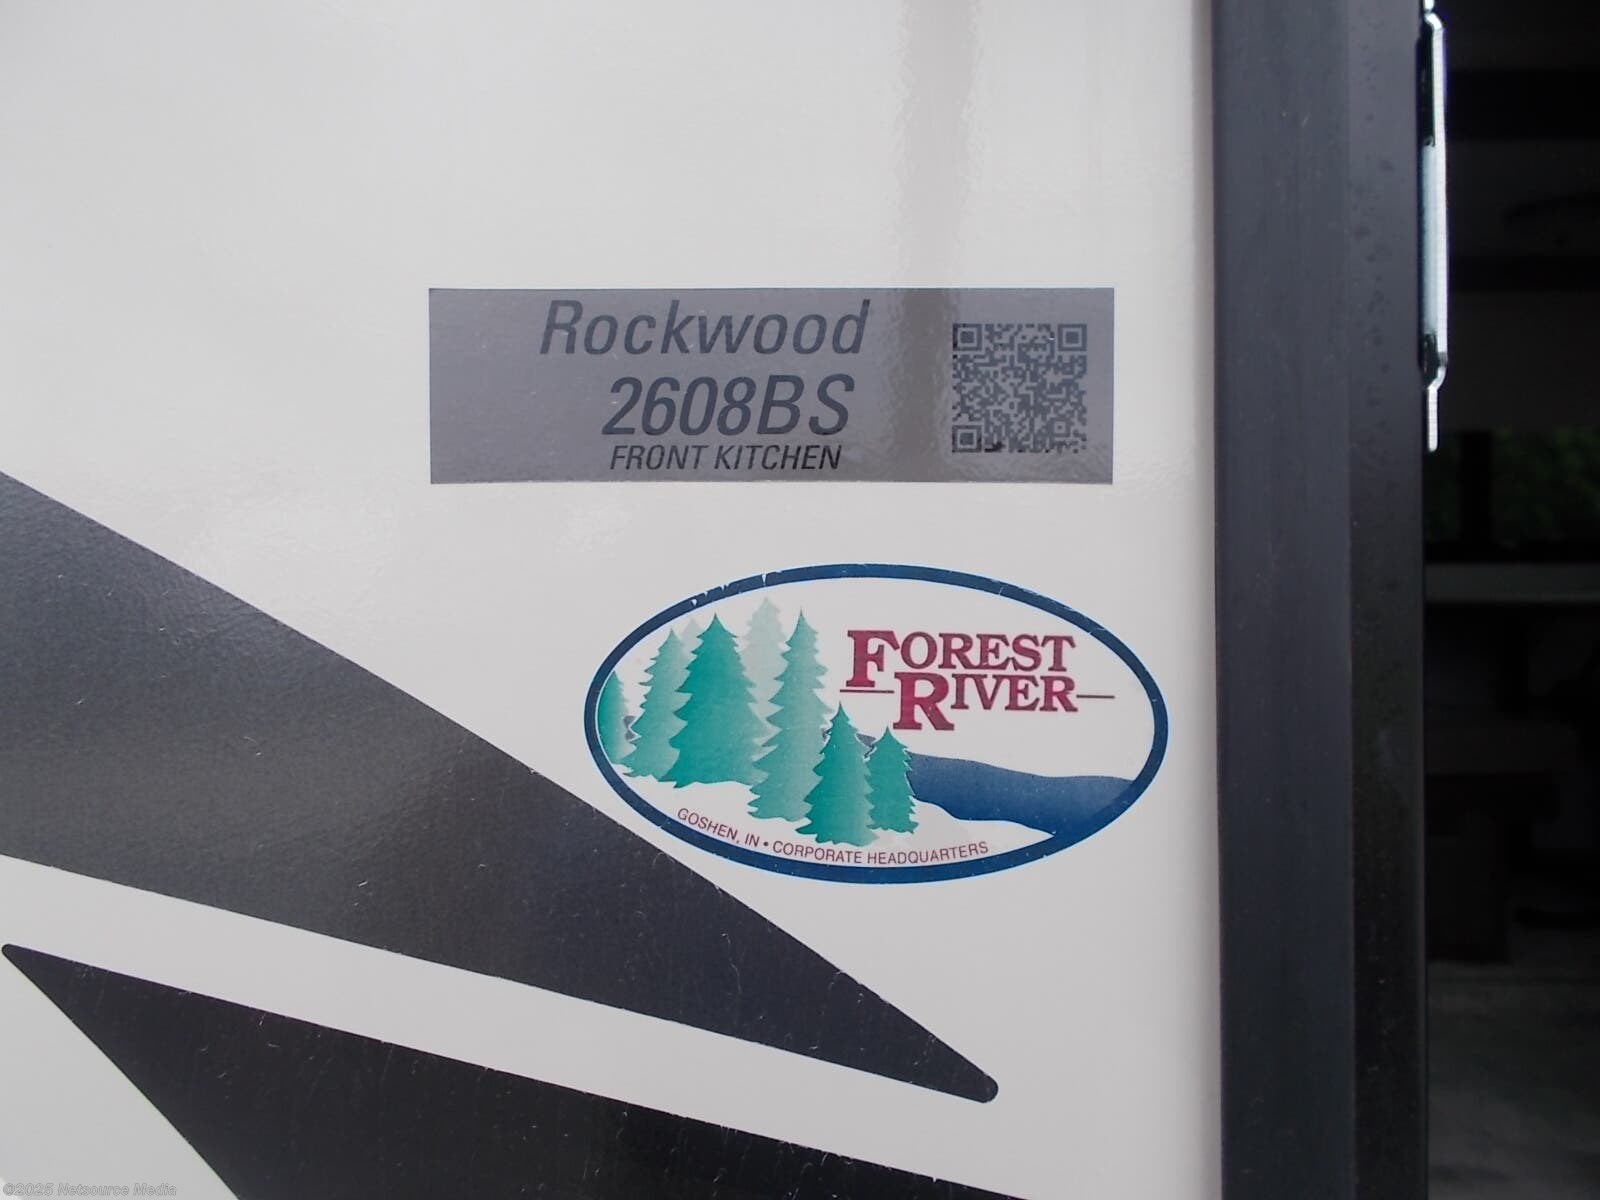 Rockwood
2608BS
FRONT KITCHEN
FOREST
RIVER
GOSHEN, IN • CORPORATE HEADQUARTERS
©2025 Netsource Media